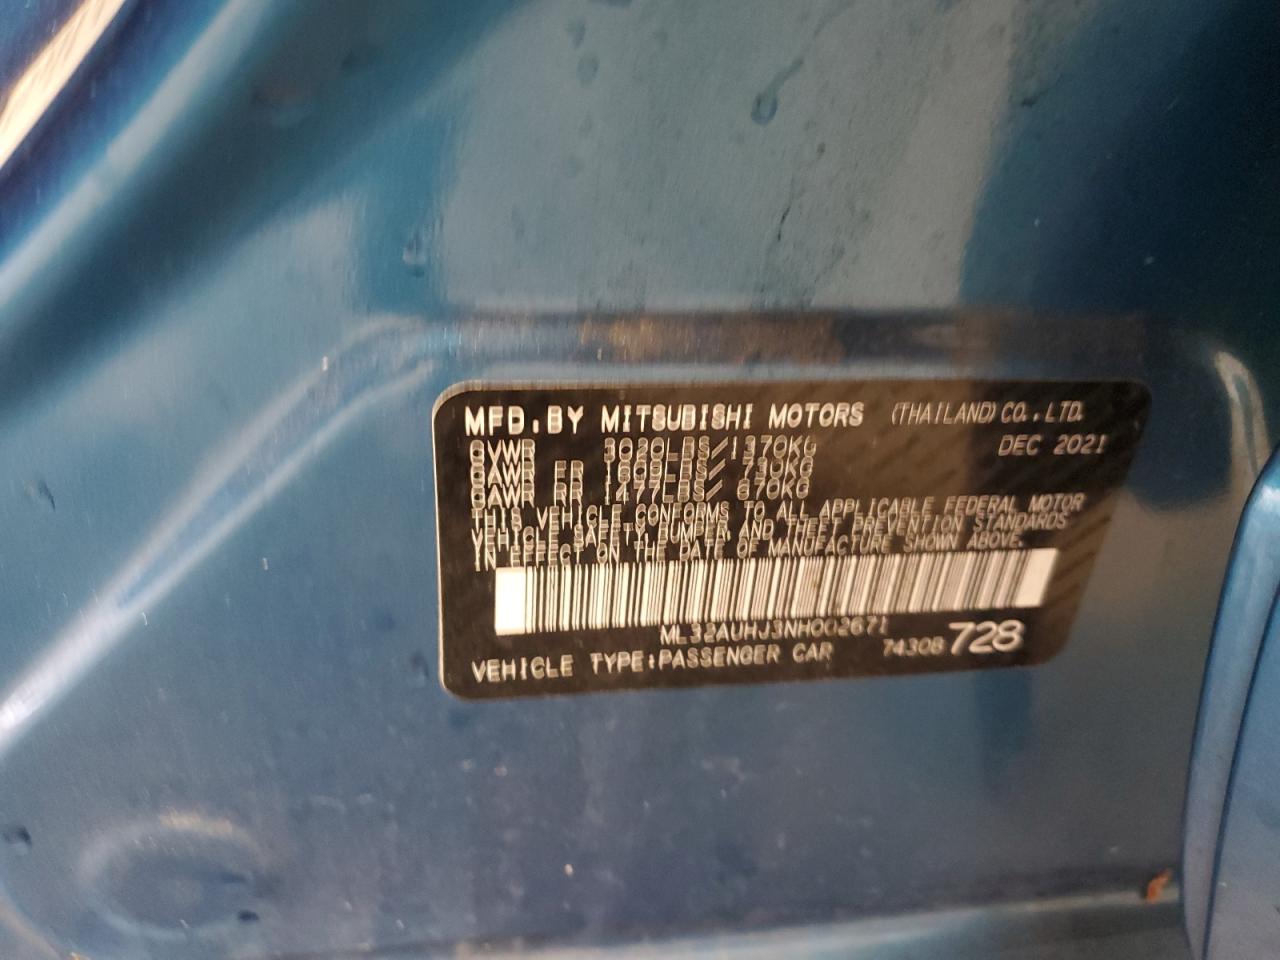 MFD.BY MITSUBISHI MOTORS (THAILAND) CO.,LTD.
DEC 2021
GVWR 3020LBS/1370KG
GAWR FR 1609LBS/ 730KG
GAWR RR 1477LBS/ 670KG
THIS VEHICLE CONFORMS TO ALL APPLICABLE FEDERAL MOTOR
VEHICLE SAFETY, BUMPER, AND THEFT PREVENTION STANDARDS
IN EFFECT ON THE DATE OF MANUFACTURE SHOWN ABOVE.
ML32AUHJ3NH002671
74308 728
VEHICLE TYPE:PASSENGER CAR